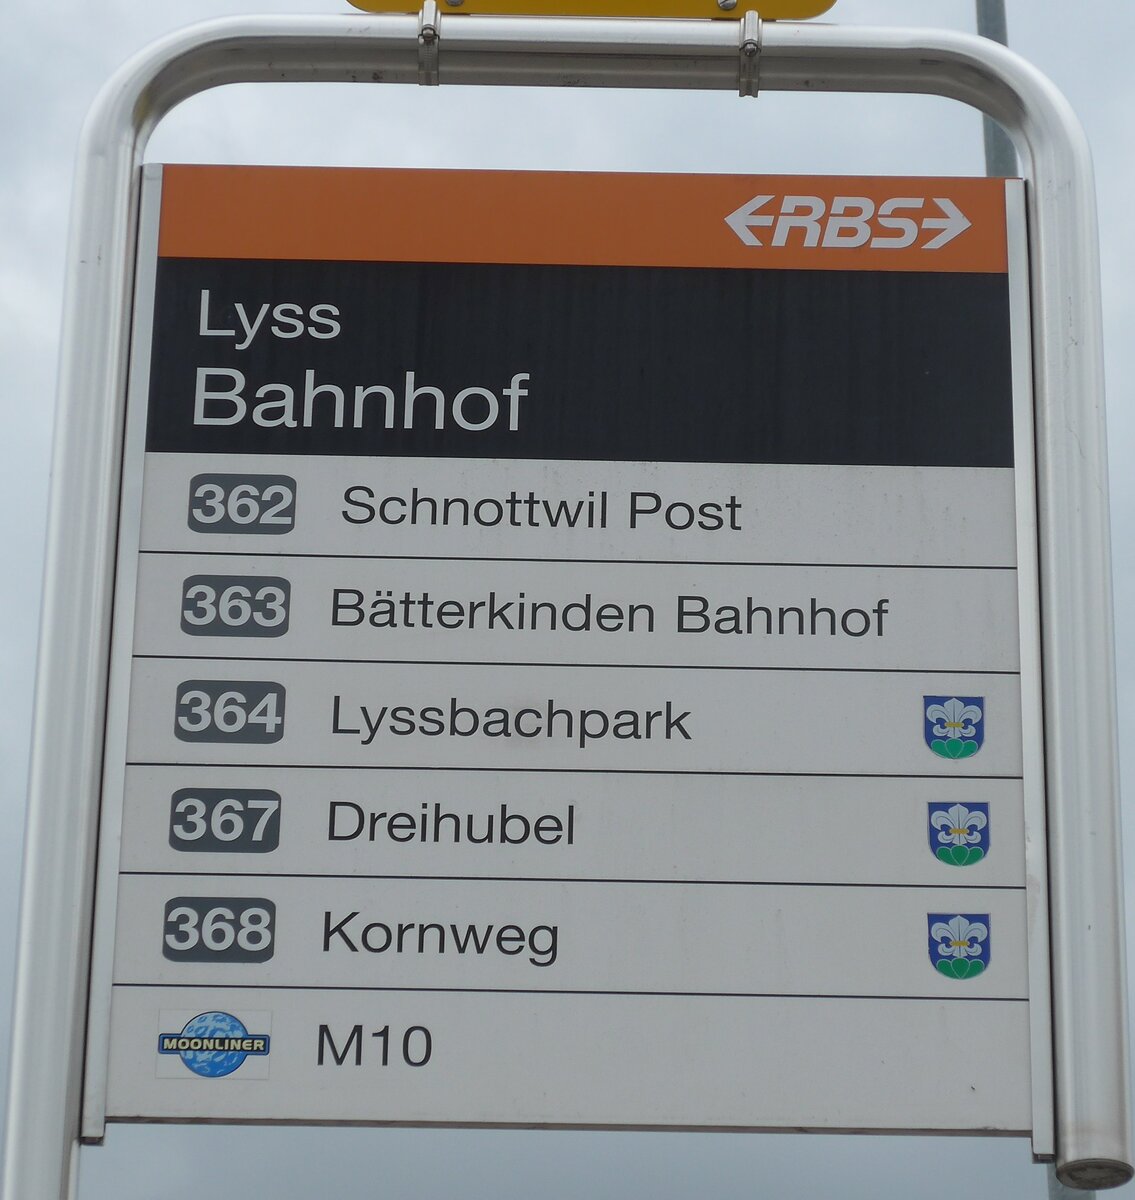 RBS
Lyss
Bahnhof
362 Schnottwil Post
363 Bätterkinden Bahnhof
364 Lyssbachpark
367 Dreihubel
368 Kornweg
MOONLINER M10